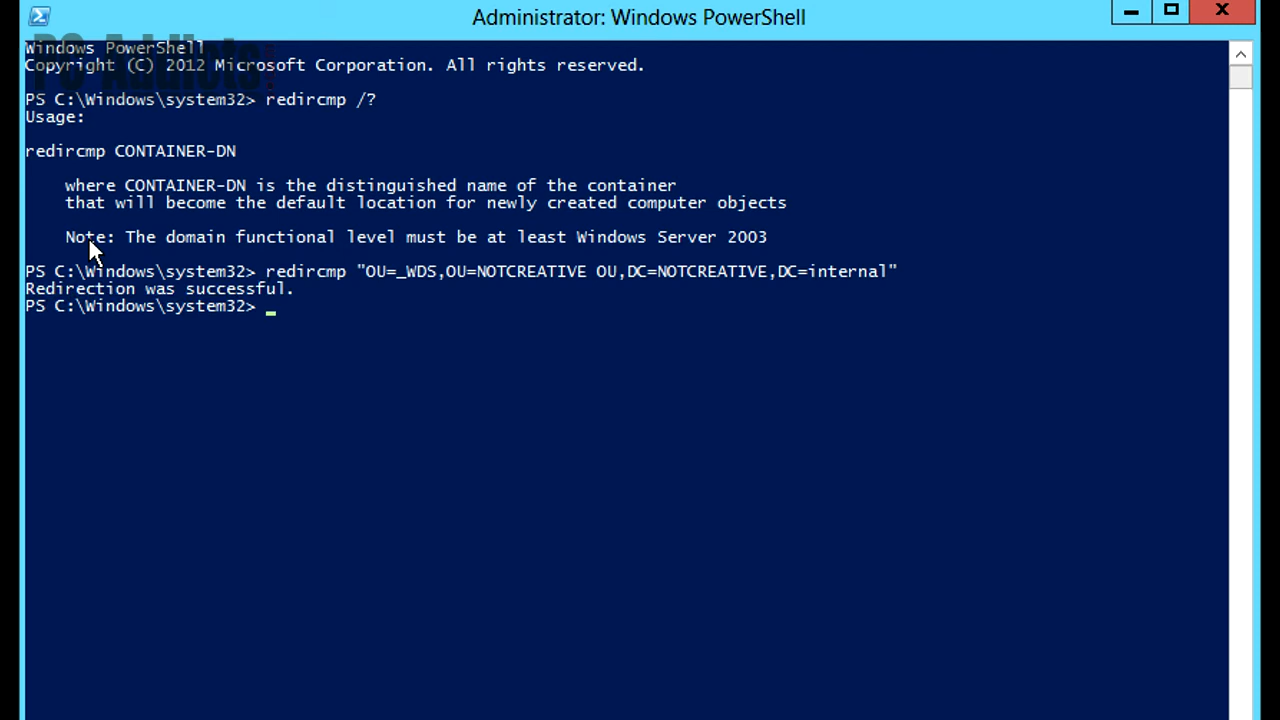 Administrator: Windows PowerShell
Windows PowerShell
Copyright (C) 2012 Microsoft Corporation. All rights reserved.
PS C:\Windows\system32> redircmp /?
Usage:
redircmp CONTAINER-DN
where CONTAINER-DN is the distinguished name of the container
that will become the default location for newly created computer objects
Note: The domain functional level must be at least Windows Server 2003
PS C:\Windows\system32> redircmp "OU=_WDS,OU=NOTCREATIVE OU,DC=NOTCREATIVE,DC=internal"
Redirection was successful.
PS C:\Windows\system32>
PC Addicts